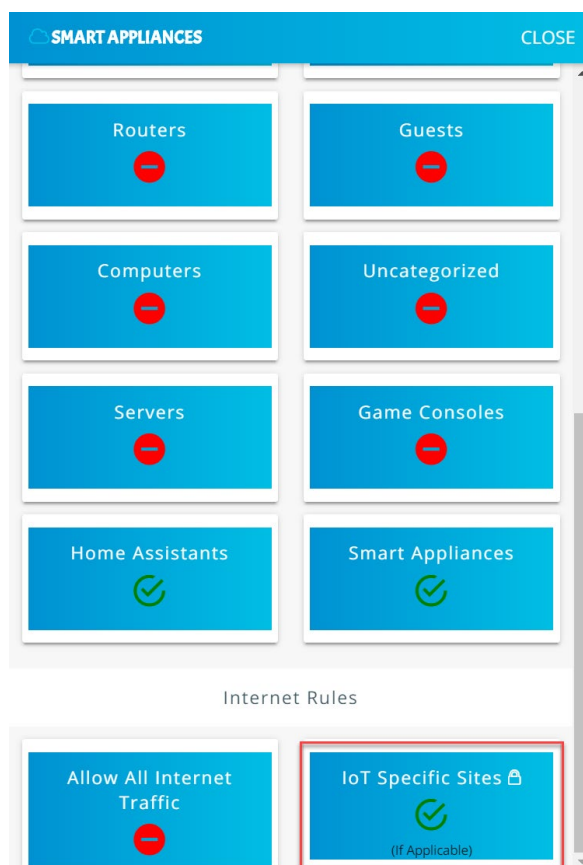 SMART APPLIANCES
CLOSE
Routers
Guests
Computers
Uncategorized
Servers
Game Consoles
Home Assistants
Smart Appliances
Internet Rules
Allow All Internet
Traffic
IoT Specific Sites
(If Applicable)